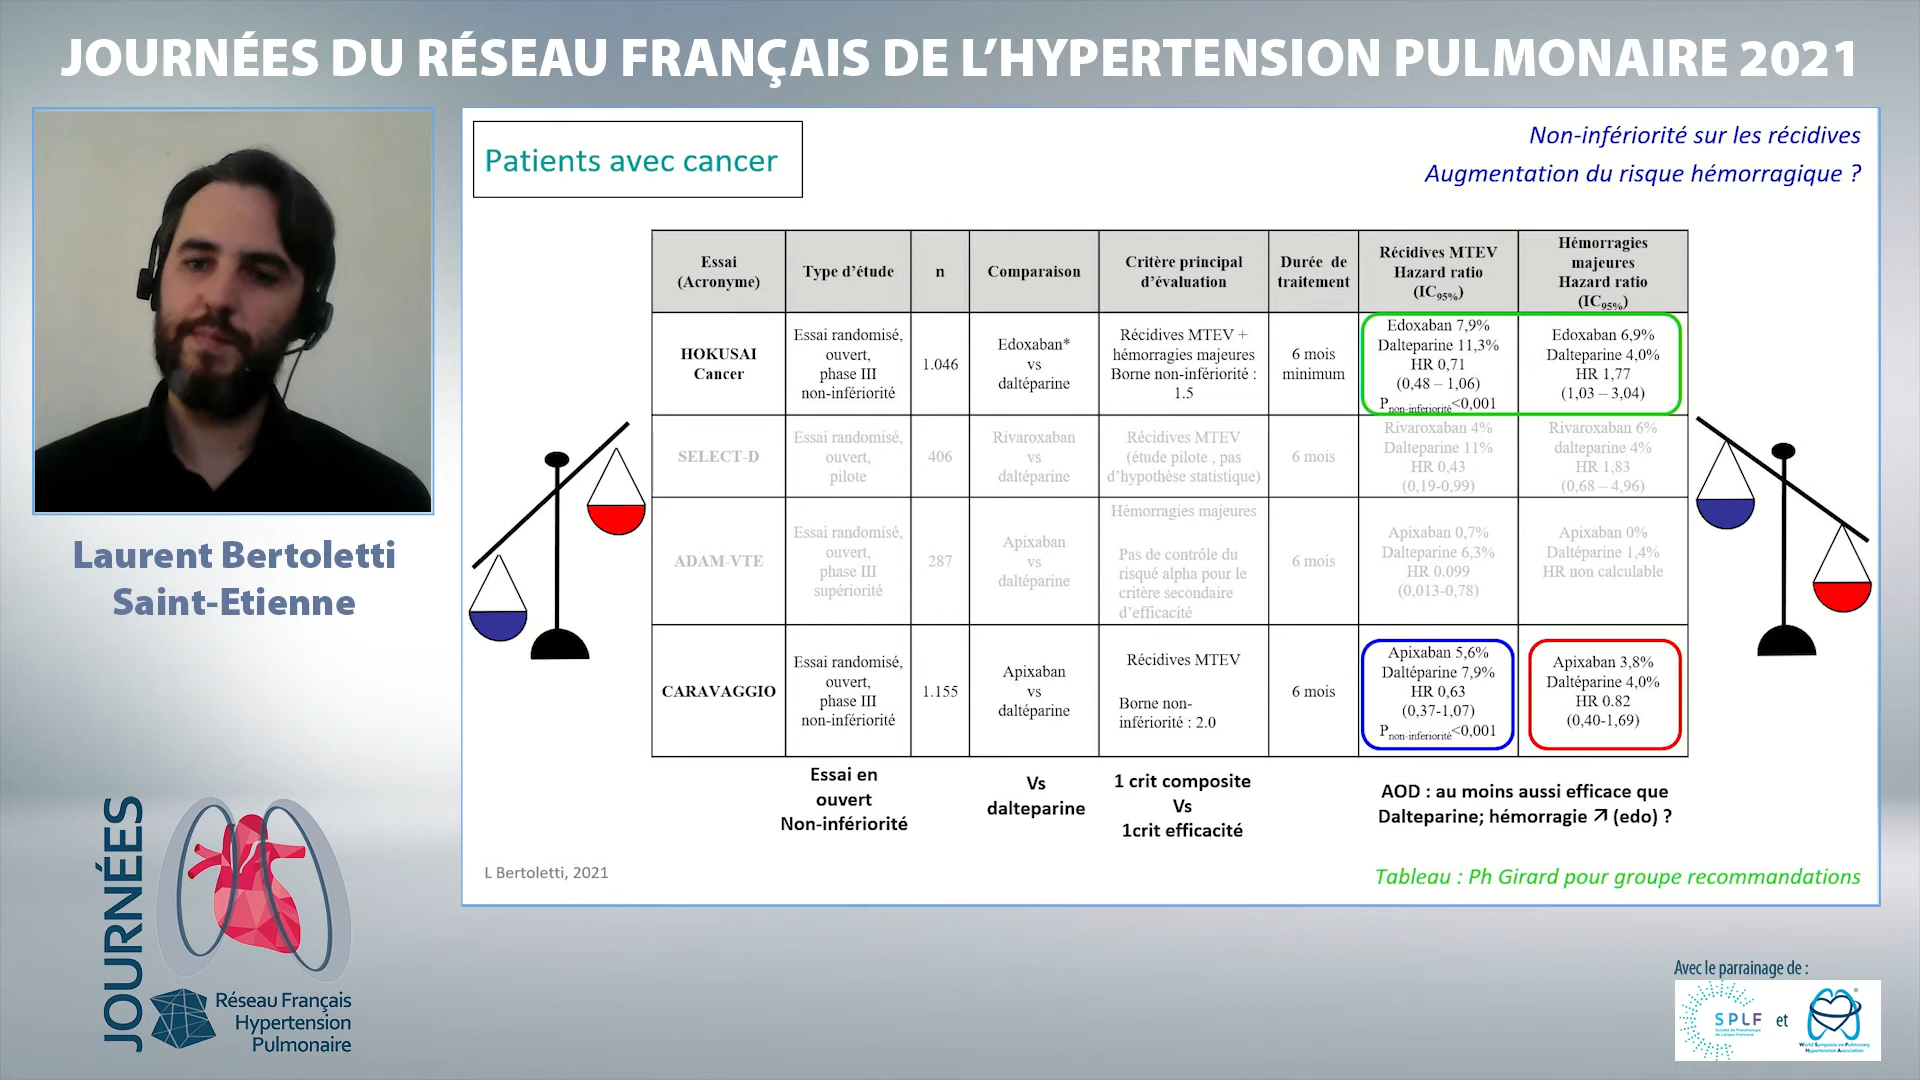 JOURNÉES DU RÉSEAU FRANÇAIS DE L'HYPERTENSION PULMONAIRE 2021
Laurent Bertoletti
Saint-Etienne
JOURNÉES
Réseau Français
Hypertension
Pulmonaire
Patients avec cancer
Non-infériorité sur les récidives
Augmentation du risque hémorragique ?
Essai
(Acronyme)
Type d'étude
n
Comparaison
Critère principal
d'évaluation
Durée de
traitement
Récidives MTEV
Hazard ratio
(IC95%)
Hémorragies
majeures
Hazard ratio
(IC95%)
HOKUSAI
Cancer
Essai randomisé,
ouvert,
phase III
non-infériorité
1.046
Edoxaban*
vs
daltéparine
Récidives MTEV +
hémorragies majeures
Borne non-infériorité :
1.5
6 mois
minimum
Edoxaban 7,9%
Dalteparine 11,3%
HR 0,71
(0,48 – 1,06)
Pnon-inferiorité<0,001
Edoxaban 6,9%
Dalteparine 4,0%
HR 1,77
(1,03 – 3,04)
SELECT-D
Essai randomisé,
ouvert,
pilote
406
Rivaroxaban
vs
daltéparine
Récidives MTEV
(étude pilote , pas
d'hypothèse statistique)
6 mois
Rivaroxaban 4%
Dalteparine 11%
HR 0,43
(0,19-0,99)
Rivaroxaban 6%
dalteparine 4%
HR 1,83
(0,68 – 4,96)
ADAM-VTE
Essai randomisé,
ouvert,
phase III
supériorité
287
Apixaban
vs
daltéparine
Hémorragies majeures
Pas de contrôle du
risqué alpha pour le
critère secondaire
d'efficacité
6 mois
Apixaban 0,7%
Dalteparine 6,3%
HR 0.099
(0,013-0,78)
Apixaban 0%
Daltéparine 1,4%
HR non calculable
CARAVAGGIO
Essai randomisé,
ouvert,
phase III
non-infériorité
1.155
Apixaban
vs
daltéparine
Récidives MTEV
Borne non-
infériorité : 2.0
6 mois
Apixaban 5,6%
Daltéparine 7,9%
HR 0,63
(0,37-1,07)
Pnon-inferiorité<0,001
Apixaban 3,8%
Daltéparine 4,0%
HR 0.82
(0,40-1,69)
Essai en
ouvert
Non-infériorité
Vs
dalteparine
1 crit composite
Vs
1crit efficacité
AOD : au moins aussi efficace que
Dalteparine; hémorragie ↗ (edo) ?
L Bertoletti, 2021
Tableau : Ph Girard pour groupe recommandations
Avec le parrainage de :
SPLF
et